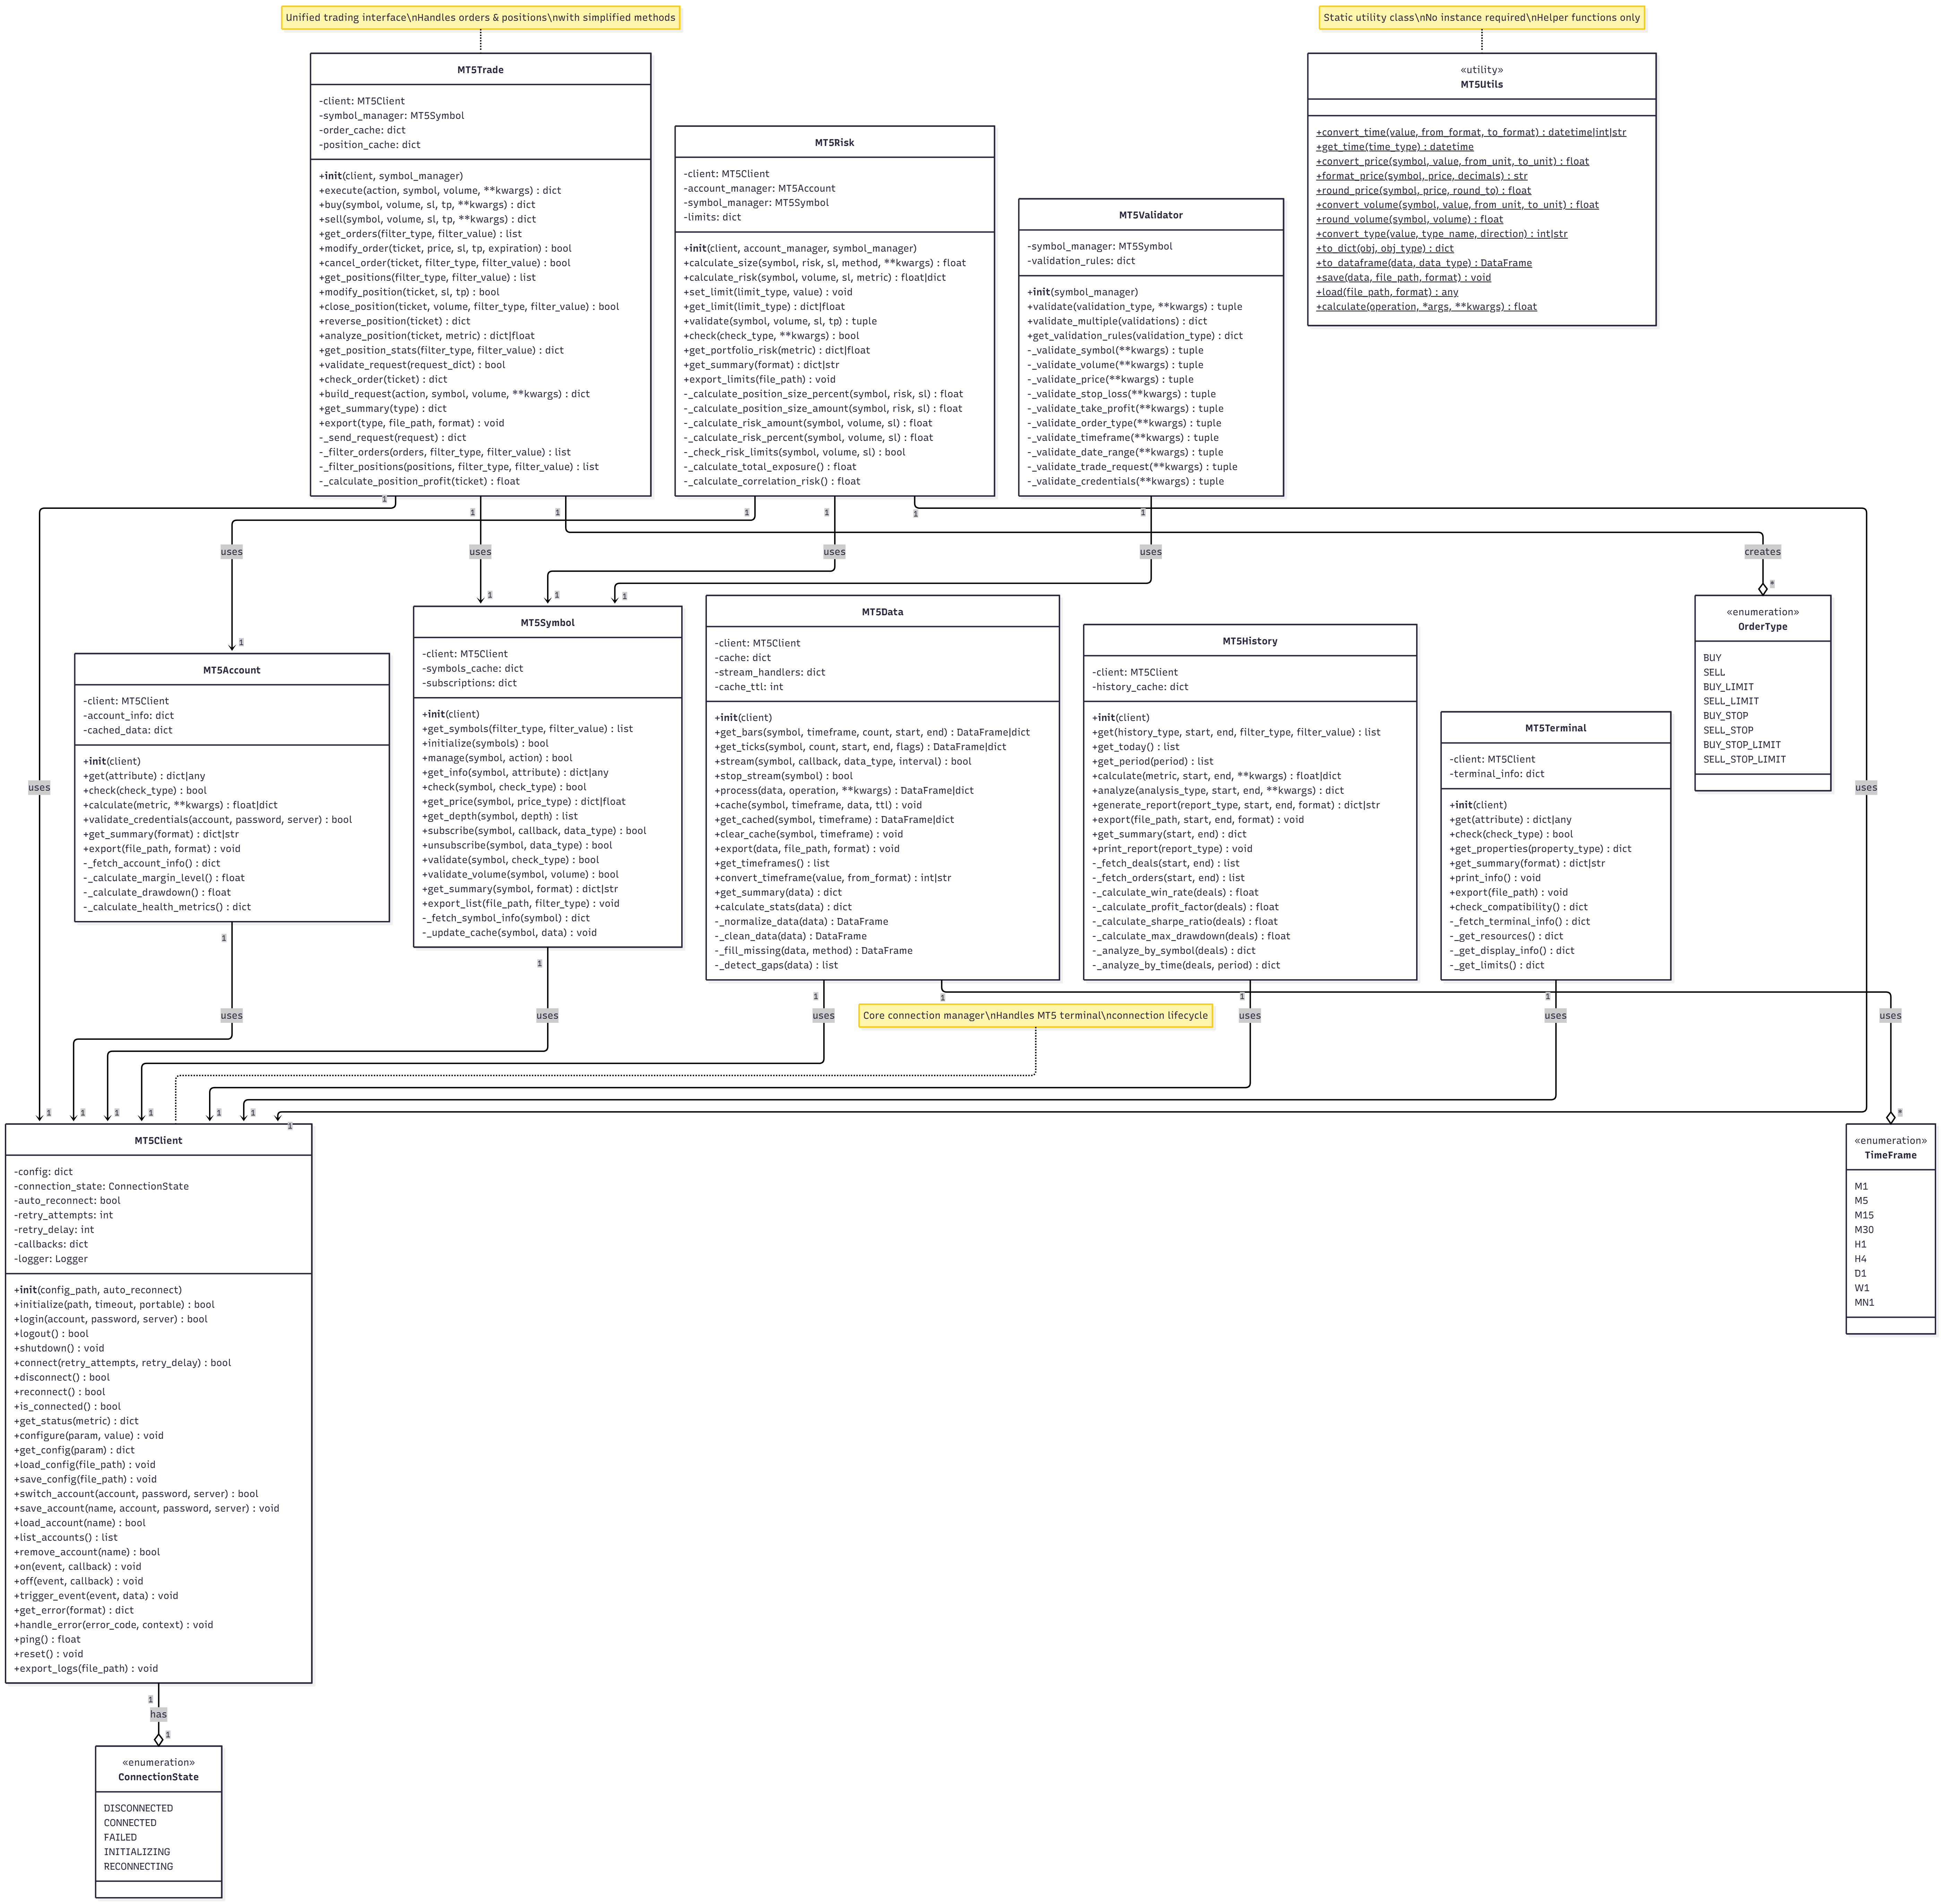 Unified trading interface\nHandles orders & positions\nwith simplified methods
Static utility class\nNo instance required\nHelper functions only
MT5Trade
-client: MT5Client
-symbol_manager: MT5Symbol
-order_cache: dict
-position_cache: dict
+init(client, symbol_manager)
+execute(action, symbol, volume, **kwargs) : dict
+buy(symbol, volume, sl, tp, **kwargs) : dict
+sell(symbol, volume, sl, tp, **kwargs) : dict
+get_orders(filter_type, filter_value) : list
+modify_order(ticket, price, sl, tp, expiration) : bool
+cancel_order(ticket, filter_type, filter_value) : bool
+get_positions(filter_type, filter_value) : list
+modify_position(ticket, sl, tp) : bool
+close_position(ticket, volume, filter_type, filter_value) : bool
+reverse_position(ticket) : dict
+analyze_position(ticket, metric) : dict|float
+get_position_stats(filter_type, filter_value) : dict
+validate_request(request_dict) : bool
+check_order(ticket) : dict
+build_request(action, symbol, volume, **kwargs) : dict
+get_summary(type) : dict
+export(type, file_path, format) : void
-_send_request(request) : dict
-_filter_orders(orders, filter_type, filter_value) : list
-_filter_positions(positions, filter_type, filter_value) : list
-_calculate_position_profit(ticket) : float
MT5Risk
-client: MT5Client
-account_manager: MT5Account
-symbol_manager: MT5Symbol
-limits: dict
+init(client, account_manager, symbol_manager)
+calculate_size(symbol, risk, sl, method, **kwargs) : float
+calculate_risk(symbol, volume, sl, metric) : float|dict
+set_limit(limit_type, value) : void
+get_limit(limit_type) : dict|float
+validate(symbol, volume, sl, tp) : tuple
+check(check_type, **kwargs) : bool
+get_portfolio_risk(metric) : dict|float
+get_summary(format) : dict|str
+export_limits(file_path) : void
-_calculate_position_size_percent(symbol, risk, sl) : float
-_calculate_position_size_amount(symbol, risk, sl) : float
-_calculate_risk_amount(symbol, volume, sl) : float
-_calculate_risk_percent(symbol, volume, sl) : float
-_check_risk_limits(symbol, volume, sl) : bool
-_calculate_total_exposure() : float
-_calculate_correlation_risk() : float
MT5Validator
-symbol_manager: MT5Symbol
-validation_rules: dict
+init(symbol_manager)
+validate(validation_type, **kwargs) : tuple
+validate_multiple(validations) : dict
+get_validation_rules(validation_type) : dict
-_validate_symbol(**kwargs) : tuple
-_validate_volume(**kwargs) : tuple
-_validate_price(**kwargs) : tuple
-_validate_stop_loss(**kwargs) : tuple
-_validate_take_profit(**kwargs) : tuple
-_validate_order_type(**kwargs) : tuple
-_validate_timeframe(**kwargs) : tuple
-_validate_date_range(**kwargs) : tuple
-_validate_trade_request(**kwargs) : tuple
-_validate_credentials(**kwargs) : tuple
«utility»
MT5Utils
+convert_time(value, from_format, to_format) : datetime|int|str
+get_time(time_type) : datetime
+convert_price(symbol, value, from_unit, to_unit) : float
+format_price(symbol, price, decimals) : str
+round_price(symbol, price, round_to) : float
+convert_volume(symbol, value, from_unit, to_unit) : float
+round_volume(symbol, volume) : float
+convert_type(value, type_name, direction) : int|str
+to_dict(obj, obj_type) : dict
+to_dataframe(data, data_type) : DataFrame
+save(data, file_path, format) : void
+load(file_path, format) : any
+calculate(operation, *args, **kwargs) : float
1
1
1
1
1
1
1
uses
uses
uses
uses
creates
1
1
1
1
*
uses
uses
MT5Account
-client: MT5Client
-account_info: dict
-cached_data: dict
+init(client)
+get(attribute) : dict|any
+check(check_type) : bool
+calculate(metric, **kwargs) : float|dict
+validate_credentials(account, password, server) : bool
+get_summary(format) : dict|str
+export(file_path, format) : void
-_fetch_account_info() : dict
-_calculate_margin_level() : float
-_calculate_drawdown() : float
-_calculate_health_metrics() : dict
MT5Symbol
-client: MT5Client
-symbols_cache: dict
-subscriptions: dict
+init(client)
+get_symbols(filter_type, filter_value) : list
+initialize(symbols) : bool
+manage(symbol, action) : bool
+get_info(symbol, attribute) : dict|any
+check(symbol, check_type) : bool
+get_price(symbol, price_type) : dict|float
+get_depth(symbol, depth) : list
+subscribe(symbol, callback, data_type) : bool
+unsubscribe(symbol, data_type) : bool
+validate(symbol, check_type) : bool
+validate_volume(symbol, volume) : bool
+get_summary(symbol, format) : dict|str
+export_list(file_path, filter_type) : void
-_fetch_symbol_info(symbol) : dict
-_update_cache(symbol, data) : void
MT5Data
-client: MT5Client
-cache: dict
-stream_handlers: dict
-cache_ttl: int
+init(client)
+get_bars(symbol, timeframe, count, start, end) : DataFrame|dict
+get_ticks(symbol, count, start, end, flags) : DataFrame|dict
+stream(symbol, callback, data_type, interval) : bool
+stop_stream(symbol) : bool
+process(data, operation, **kwargs) : DataFrame|dict
+cache(symbol, timeframe, data, ttl) : void
+get_cached(symbol, timeframe) : DataFrame|dict
+clear_cache(symbol, timeframe) : void
+export(data, file_path, format) : void
+get_timeframes() : list
+convert_timeframe(value, from_format) : int|str
+get_summary(data) : dict
+calculate_stats(data) : dict
-_normalize_data(data) : DataFrame
-_clean_data(data) : DataFrame
-_fill_missing(data, method) : DataFrame
-_detect_gaps(data) : list
MT5History
-client: MT5Client
-history_cache: dict
+init(client)
+get(history_type, start, end, filter_type, filter_value) : list
+get_today() : list
+get_period(period) : list
+calculate(metric, start, end, **kwargs) : float|dict
+analyze(analysis_type, start, end, **kwargs) : dict
+generate_report(report_type, start, end, format) : dict|str
+export(file_path, start, end, format) : void
+get_summary(start, end) : dict
+print_report(report_type) : void
-_fetch_deals(start, end) : list
-_fetch_orders(start, end) : list
-_calculate_win_rate(deals) : float
-_calculate_profit_factor(deals) : float
-_calculate_sharpe_ratio(deals) : float
-_calculate_max_drawdown(deals) : float
-_analyze_by_symbol(deals) : dict
-_analyze_by_time(deals, period) : dict
MT5Terminal
-client: MT5Client
-terminal_info: dict
+init(client)
+get(attribute) : dict|any
+check(check_type) : bool
+get_properties(property_type) : dict
+get_summary(format) : dict|str
+print_info() : void
+export(file_path) : void
+check_compatibility() : dict
-_fetch_terminal_info() : dict
-_get_resources() : dict
-_get_display_info() : dict
-_get_limits() : dict
«enumeration»
OrderType
BUY
SELL
BUY_LIMIT
SELL_LIMIT
BUY_STOP
SELL_STOP
BUY_STOP_LIMIT
SELL_STOP_LIMIT
1
1
1
1
1
1
uses
uses
uses
Core connection manager\nHandles MT5 terminal\nconnection lifecycle
uses
uses
uses
1
1
1
1
1
1
1
*
MT5Client
-config: dict
-connection_state: ConnectionState
-auto_reconnect: bool
-retry_attempts: int
-retry_delay: int
-callbacks: dict
-logger: Logger
+init(config_path, auto_reconnect)
+initialize(path, timeout, portable) : bool
+login(account, password, server) : bool
+logout() : bool
+shutdown() : void
+connect(retry_attempts, retry_delay) : bool
+disconnect() : bool
+reconnect() : bool
+is_connected() : bool
+get_status(metric) : dict
+configure(param, value) : void
+get_config(param) : dict
+load_config(file_path) : void
+save_config(file_path) : void
+switch_account(account, password, server) : bool
+save_account(name, account, password, server) : void
+load_account(name) : bool
+list_accounts() : list
+remove_account(name) : bool
+on(event, callback) : void
+off(event, callback) : void
+trigger_event(event, data) : void
+get_error(format) : dict
+handle_error(error_code, context) : void
+ping() : float
+reset() : void
+export_logs(file_path) : void
«enumeration»
TimeFrame
M1
M5
M15
M30
H1
H4
D1
W1
MN1
1
has
1
«enumeration»
ConnectionState
DISCONNECTED
CONNECTED
FAILED
INITIALIZING
RECONNECTING